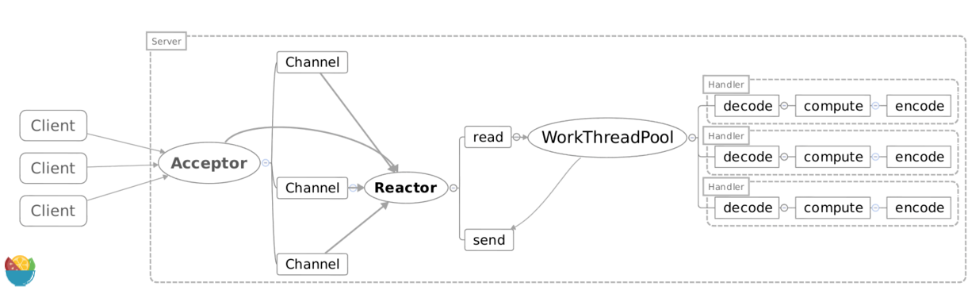 Server
Client
Client
Client
Acceptor
Channel
Channel
Channel
Reactor
read
send
WorkThreadPool
Handler
decode compute encode
Handler
decode compute encode
Handler
decode compute encode